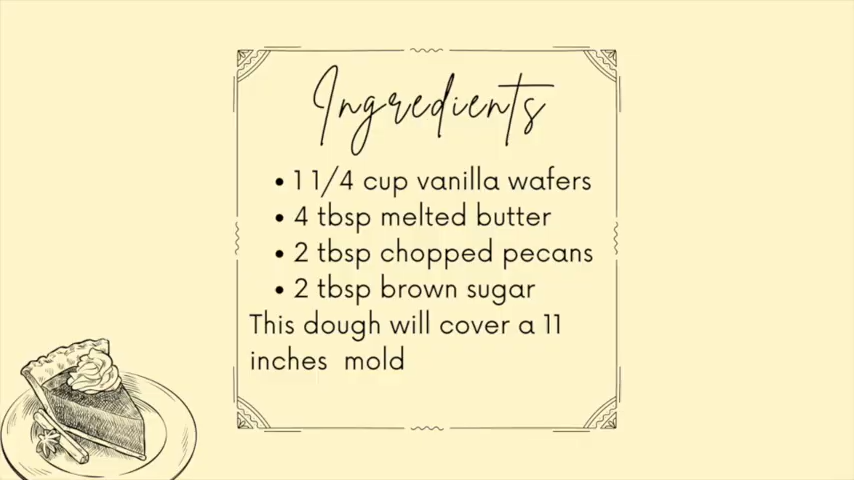 Ingredients
• 1 1/4 cup vanilla wafers
• 4 tbsp melted butter
• 2 tbsp chopped pecans
• 2 tbsp brown sugar
This dough will cover a 11
inches mold